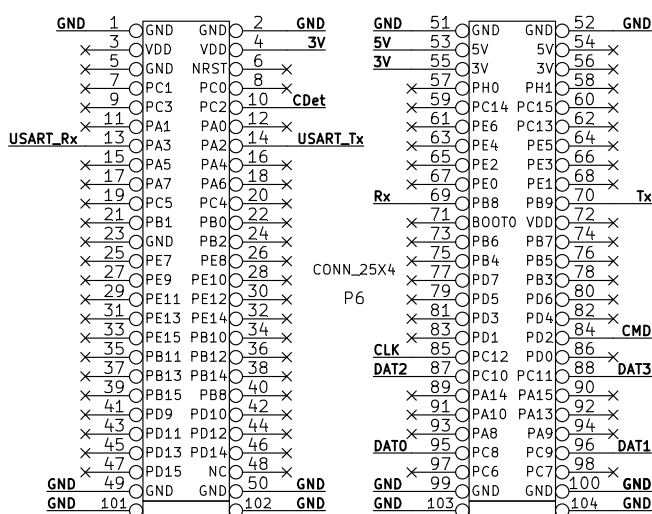 GND 1 GND GND 2 GND 51 GND GND 52 GND
3 VDD VDD 4 3V 5V 53 5V 5V 54
5 GND NRST 6 3V 55 3V 3V 56
7 PC1 PC0 8 57 PH0 PH1 58
9 PC3 PC2 10 CDet 59 PC14 PC15 60
11 PA1 PA0 12 61 PE6 PC13 62
USART_Rx 13 PA3 PA2 14 USART_Tx 63 PE4 PE5 64
15 PA5 PA4 16 65 PE2 PE3 66
17 PA7 PA6 18 67 PE0 PE1 68
19 PC5 PC4 20 Rx 69 PB8 PB9 70 Tx
21 PB1 PB0 22 71 BOOT0 VDD 72
23 GND PB2 24 73 PB6 PB7 74
25 PE7 PE8 26 75 PB4 PB5 76
27 PE9 PE10 28 CONN_25X4 77 PD7 PB3 78
29 PE11 PE12 30 P6 79 PD5 PD6 80
31 PE13 PE14 32 81 PD3 PD4 82
33 PE15 PB10 34 83 PD1 PD2 84 CMD
35 PB11 PB12 36 CLK 85 PC12 PD0 86
37 PB13 PB14 38 DAT2 87 PC10 PC11 88 DAT3
39 PB15 PB8 40 89 PA14 PA15 90
41 PD9 PD10 42 91 PA10 PA13 92
43 PD11 PD12 44 93 PA8 PA9 94
45 PD13 PD14 46 DAT0 95 PC8 PC9 96 DAT1
47 PD15 NC 48 97 PC6 PC7 98
GND 49 GND GND 50 GND GND 99 GND GND 100 GND
GND 101 102 GND GND 103 104 GND